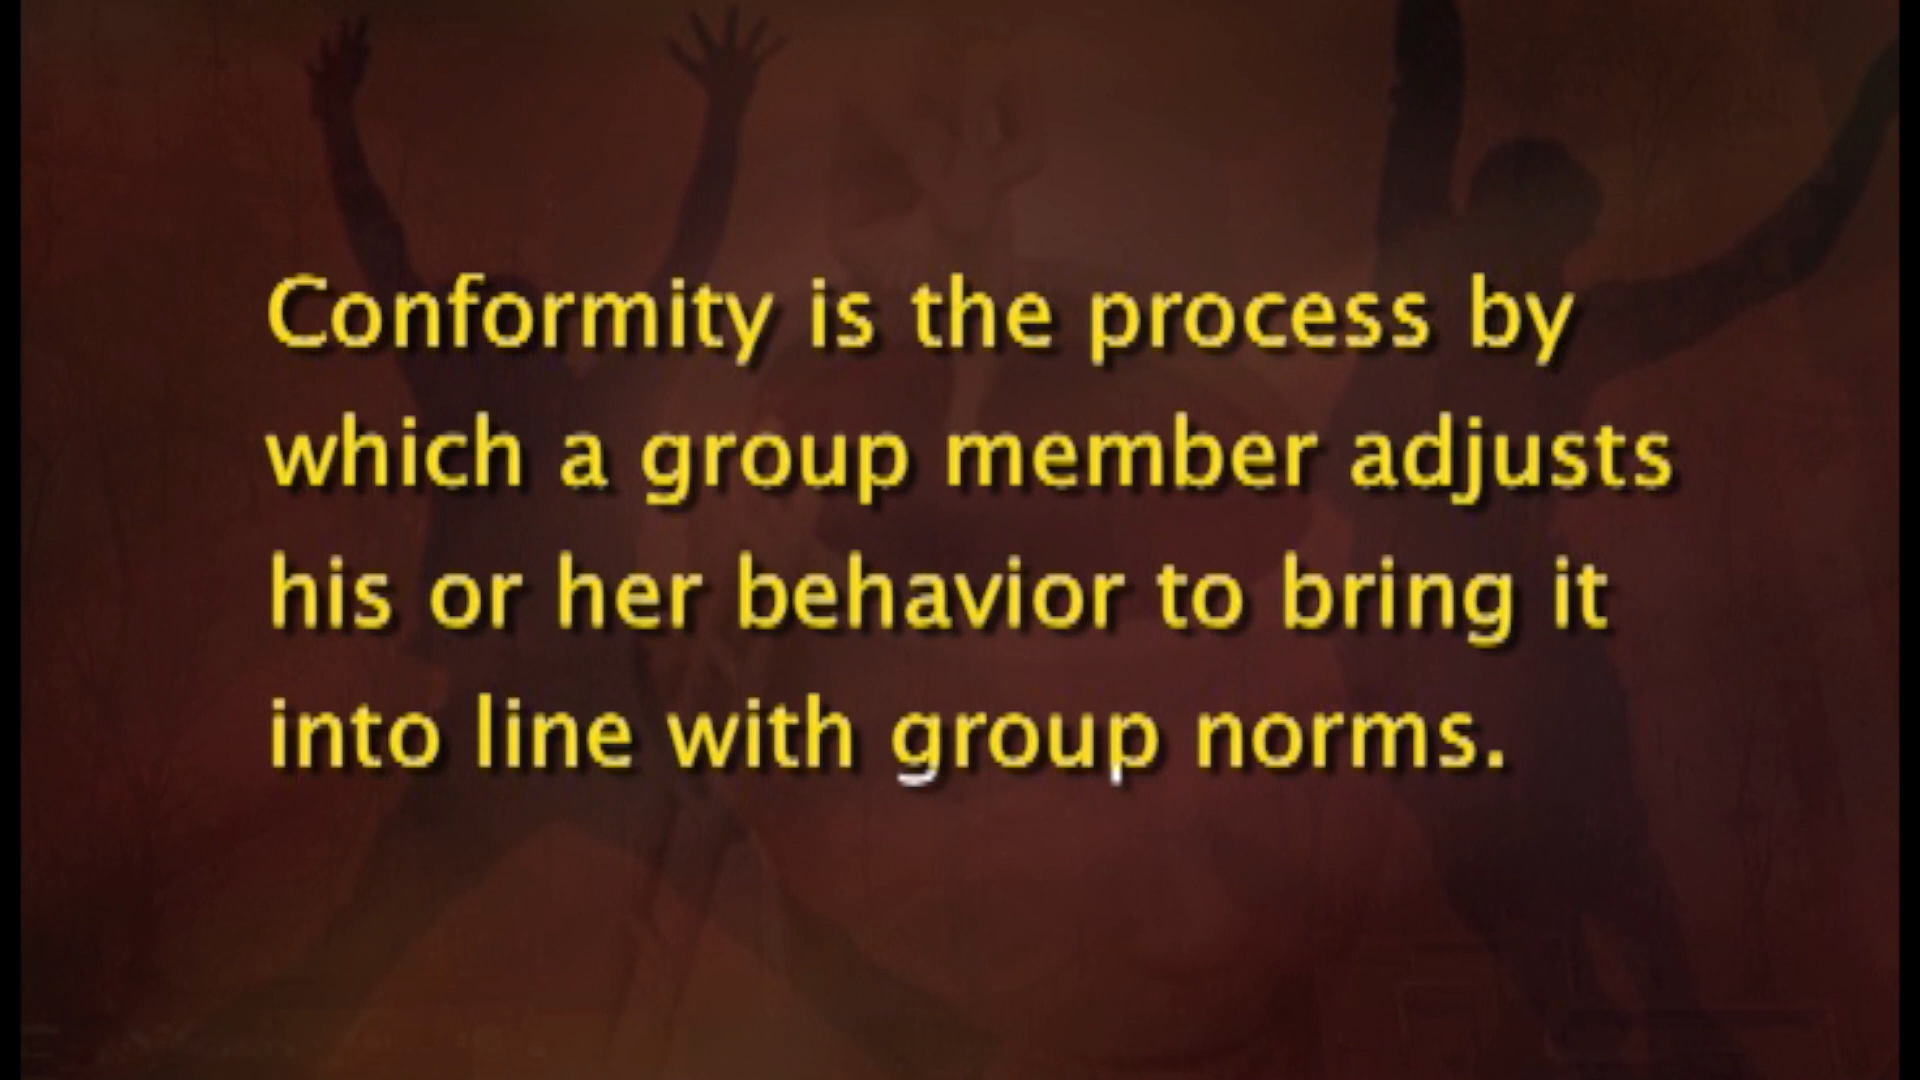 Conformity is the process by
which a group member adjusts
his or her behavior to bring it
into line with group norms.